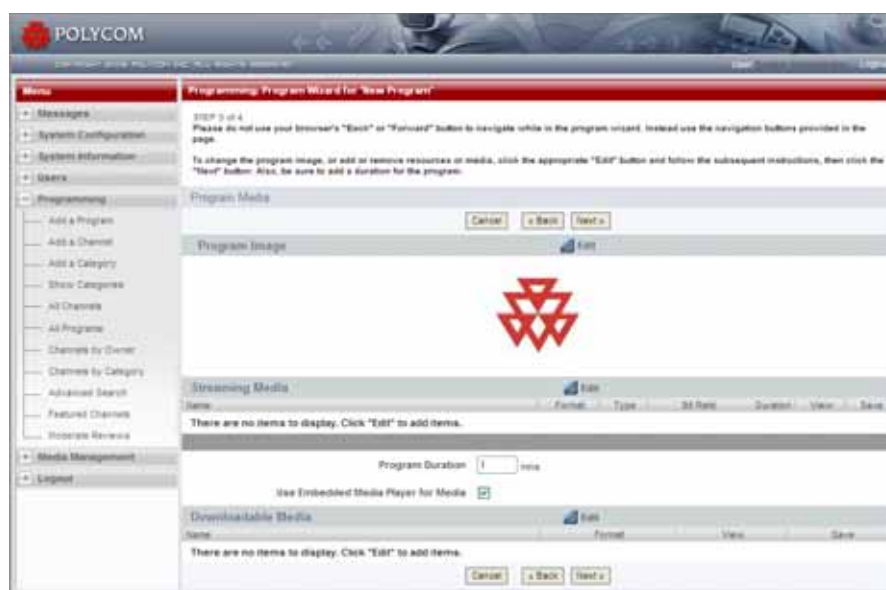 POLYCOM
Menu
Messages
System Configuration
System Information
Users
Programming
Add a Program
Add a Channel
Add a Category
Show Categories
All Channels
All Programs
Channels by Owner
Channels by Category
Advanced Search
Featured Channels
Moderate Reviews
Media Management
Logout
Programming: Program Wizard for 'New Program'
STEP 3 of 4
Please do not use your browser's "Back" or "Forward" button to navigate while in the program wizard. Instead use the navigation buttons provided in the
page.
To change the program image, or add or remove resources or media, click the appropriate "Edit" button and follow the subsequent instructions, then click the
"Next" button. Also, be sure to add a duration for the program.
Program Media
Cancel « Back Next »
Program Image Edit
Streaming Media Edit
Name Format Type Bit Rate Duration View Save
There are no items to display. Click "Edit" to add items.
Program Duration 1 mins
Use Embedded Media Player for Media
Downloadable Media Edit
Name Format View Save
There are no items to display. Click "Edit" to add items.
Cancel « Back Next »